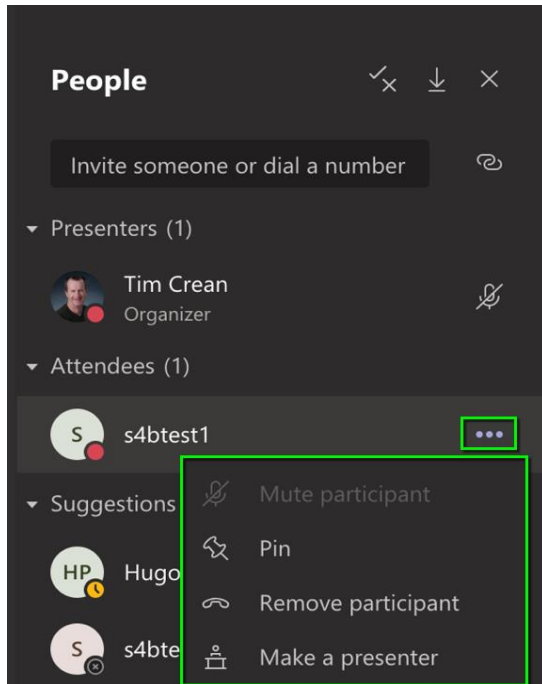 People
Invite someone or dial a number
Presenters (1)
Tim Crean
Organizer
Attendees (1)
S s4btest1
Suggestions
Mute participant
Pin
HP Hugo
Remove participant
S s4bte
Make a presenter